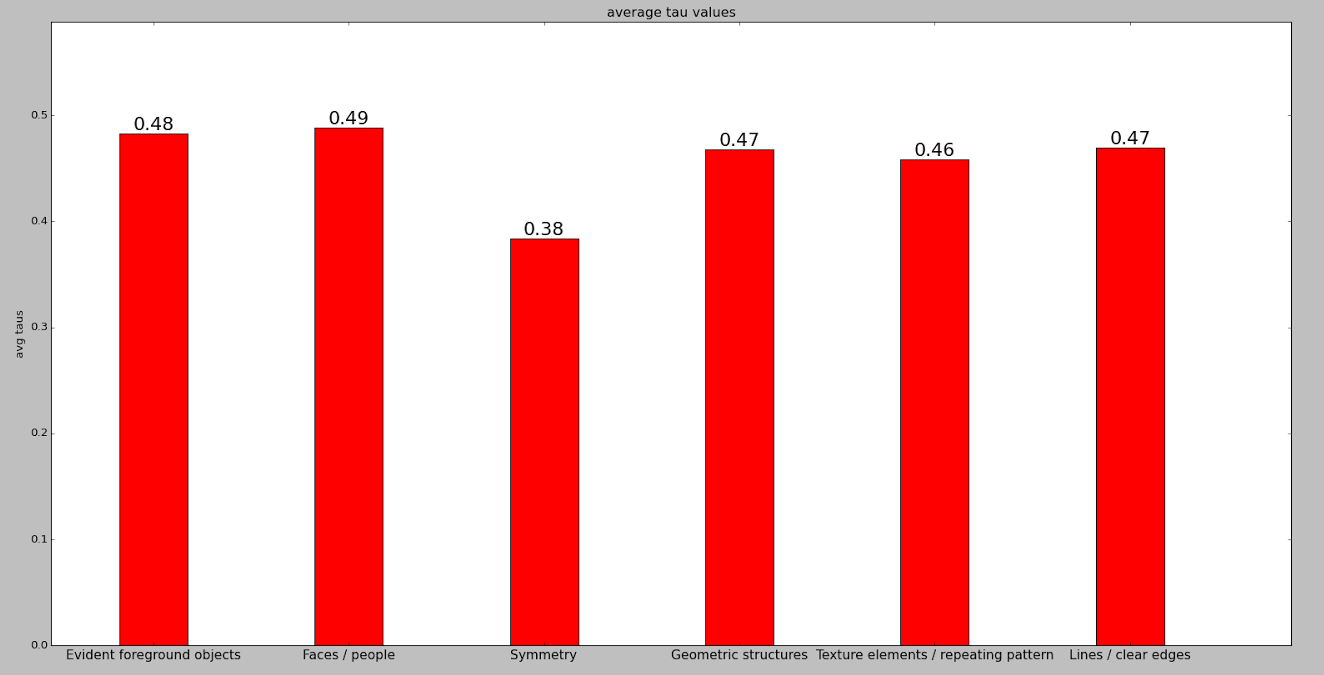 average tau values
avg taus
0.5
0.4
0.3
0.2
0.1
0.0
0.48
0.49
0.38
0.47
0.46
0.47
Evident foreground objects
Faces / people
Symmetry
Geometric structures
Texture elements / repeating pattern
Lines / clear edges